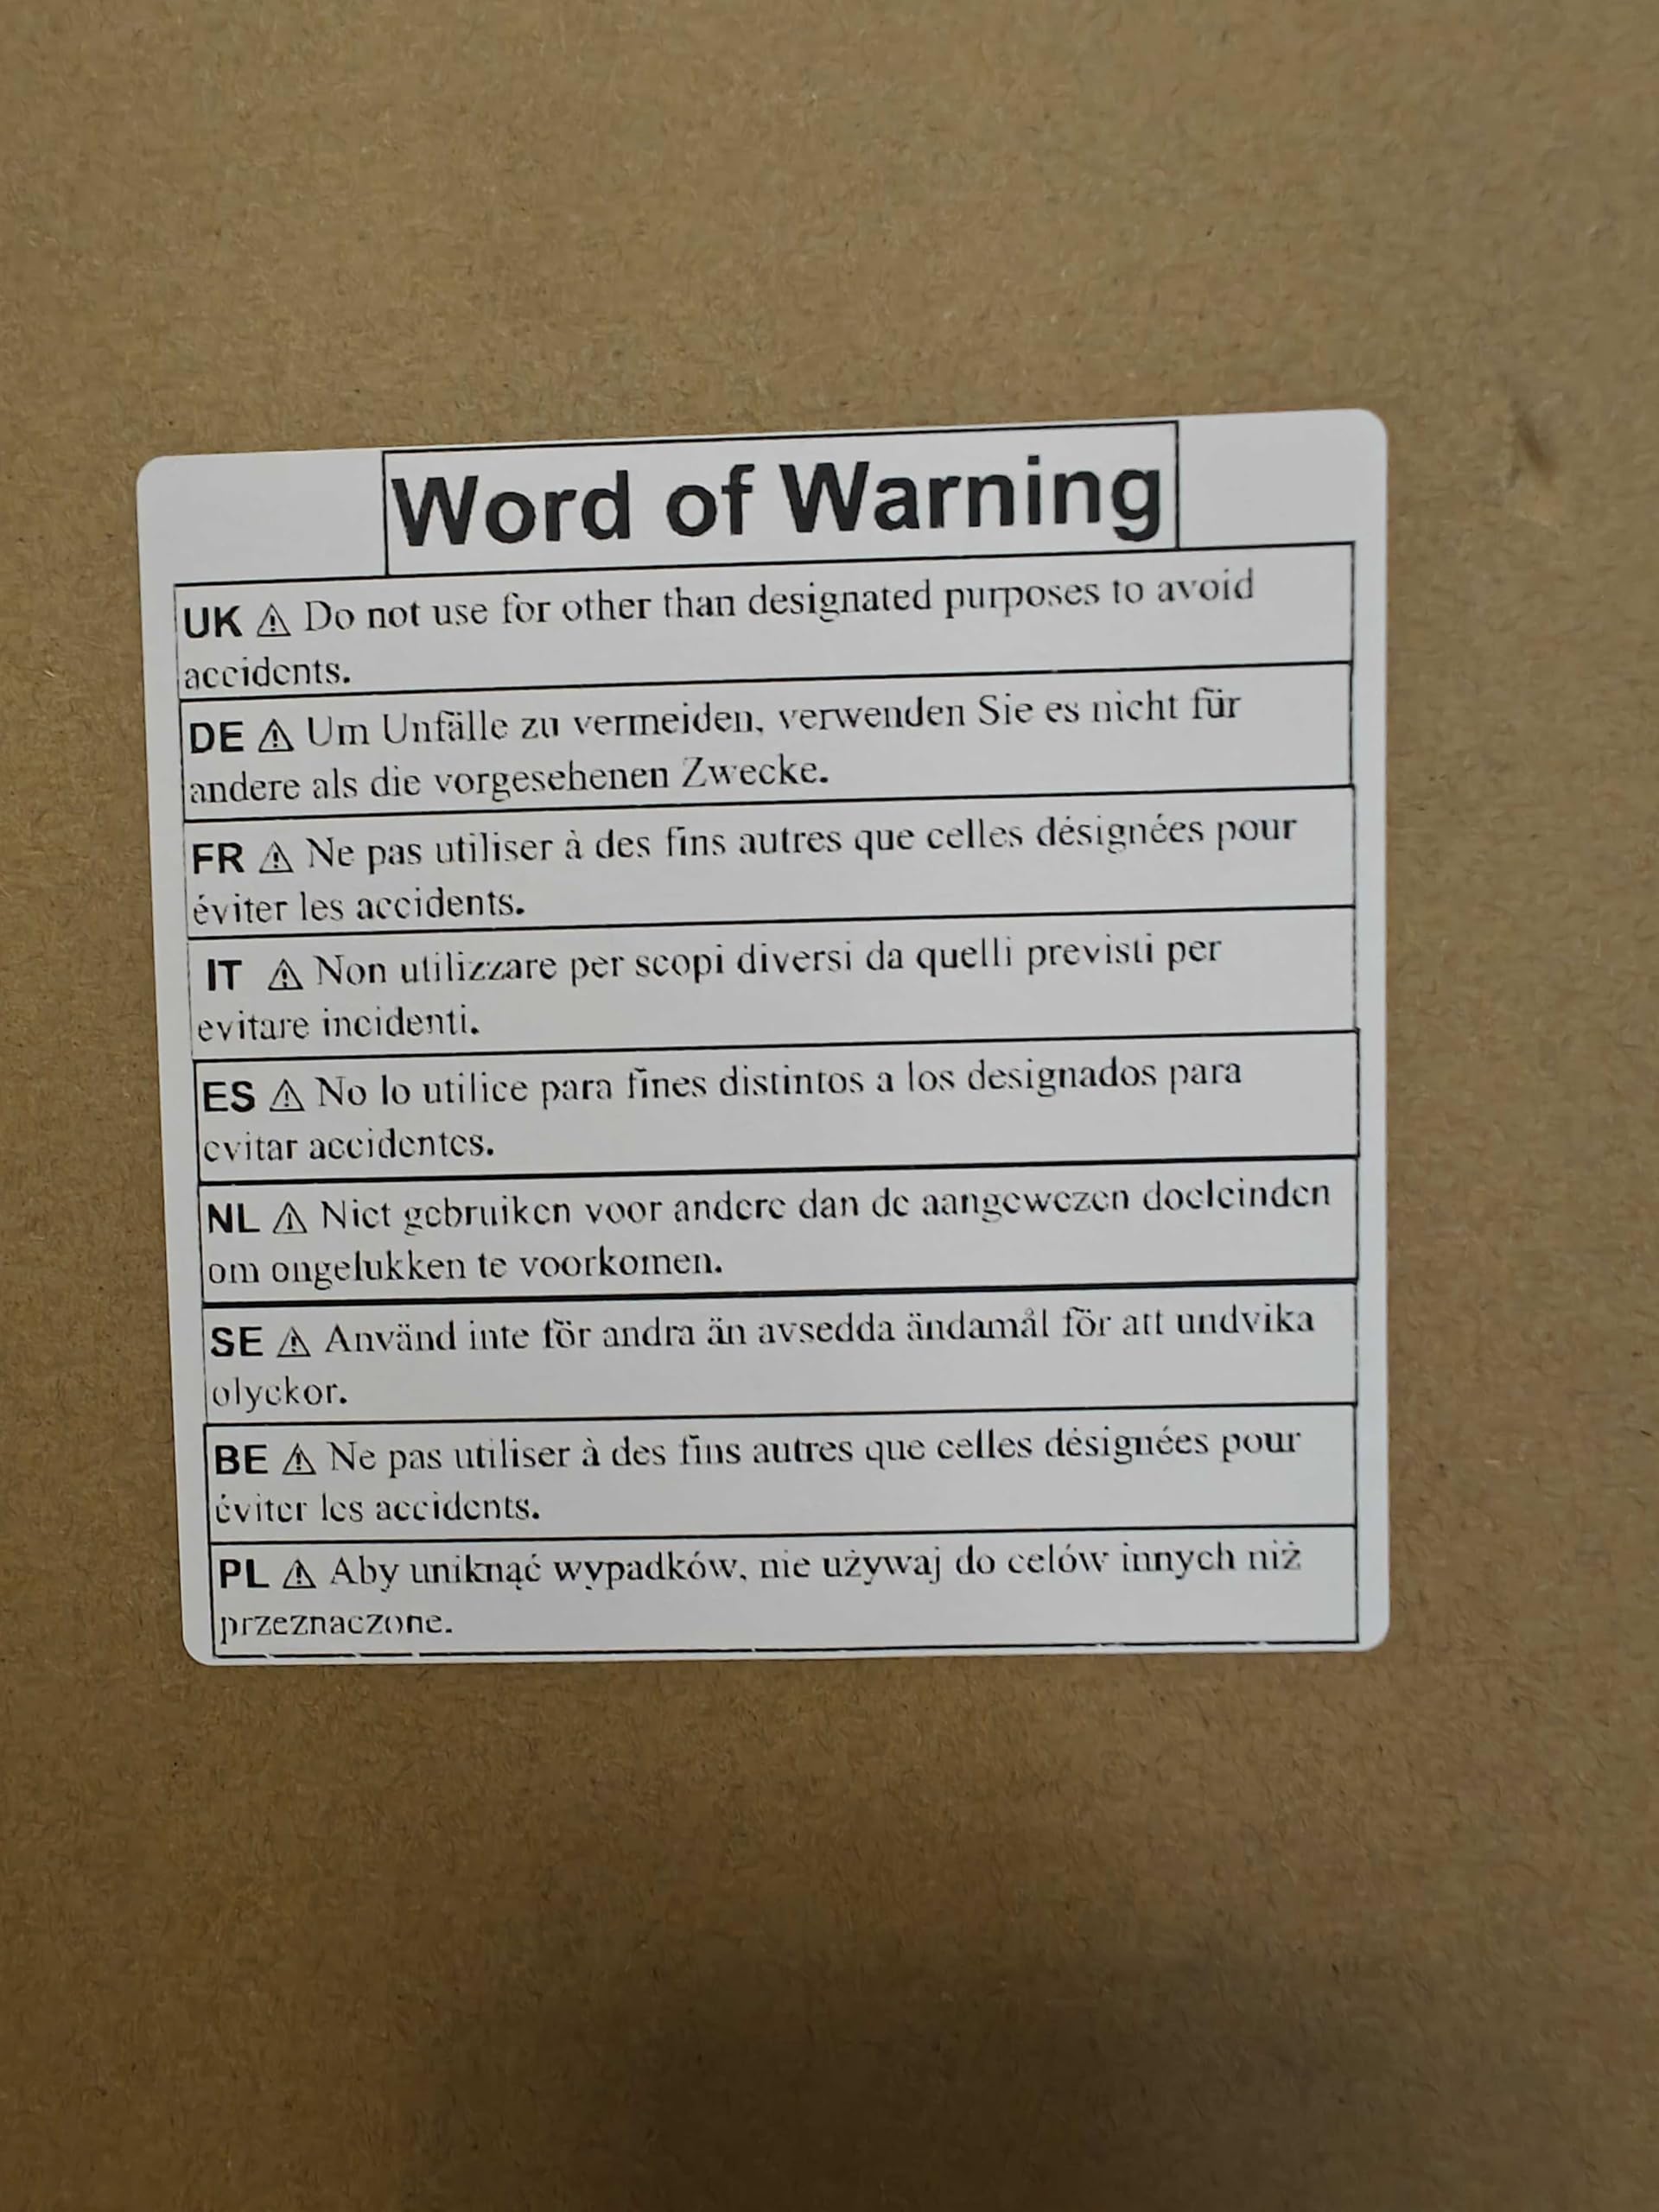 Word of Warning
UK ⚠ Do not use for other than designated purposes to avoid
accidents.
DE ⚠ Um Unfälle zu vermeiden, verwenden Sie es nicht für
andere als die vorgesehenen Zwecke.
FR ⚠ Ne pas utiliser à des fins autres que celles désignées pour
éviter les accidents.
IT ⚠ Non utilizzare per scopi diversi da quelli previsti per
evitare incidenti.
ES ⚠ No lo utilice para fines distintos a los designados para
evitar accidentes.
NL ⚠ Niet gebruiken voor andere dan de aangewezen doeleinden
om ongelukken te voorkomen.
SE ⚠ Använd inte för andra än avsedda ändamål för att undvika
olyckor.
BE ⚠ Ne pas utiliser à des fins autres que celles désignées pour
éviter les accidents.
PL ⚠ Aby uniknąć wypadków, nie używaj do celów innych niż
przeznaczone.